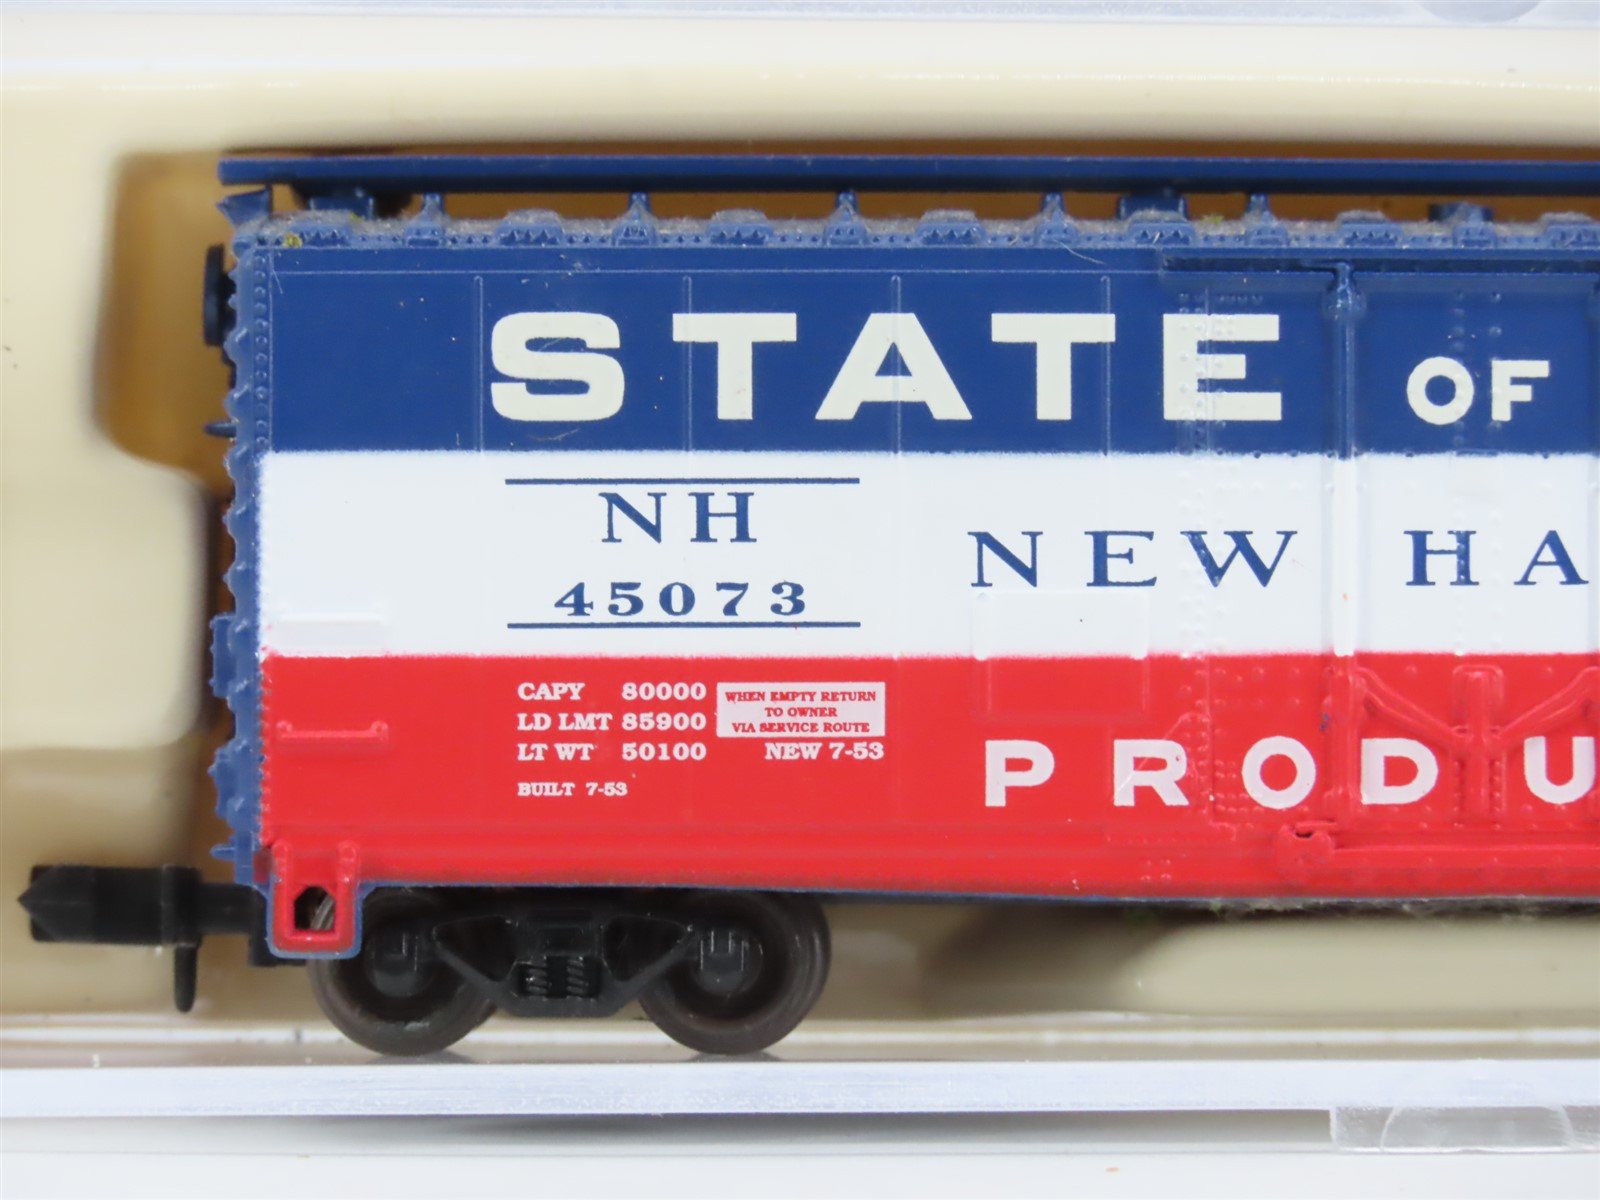 STATE OF
NH
45073
NEW HA
CAPY 80000
LD LMT 85900
LT WT 50100
NEW 7-53
BUILT 7-53
WHEN EMPTY RETURN
TO OWNER
VIA SERVICE ROUTE
PRODU